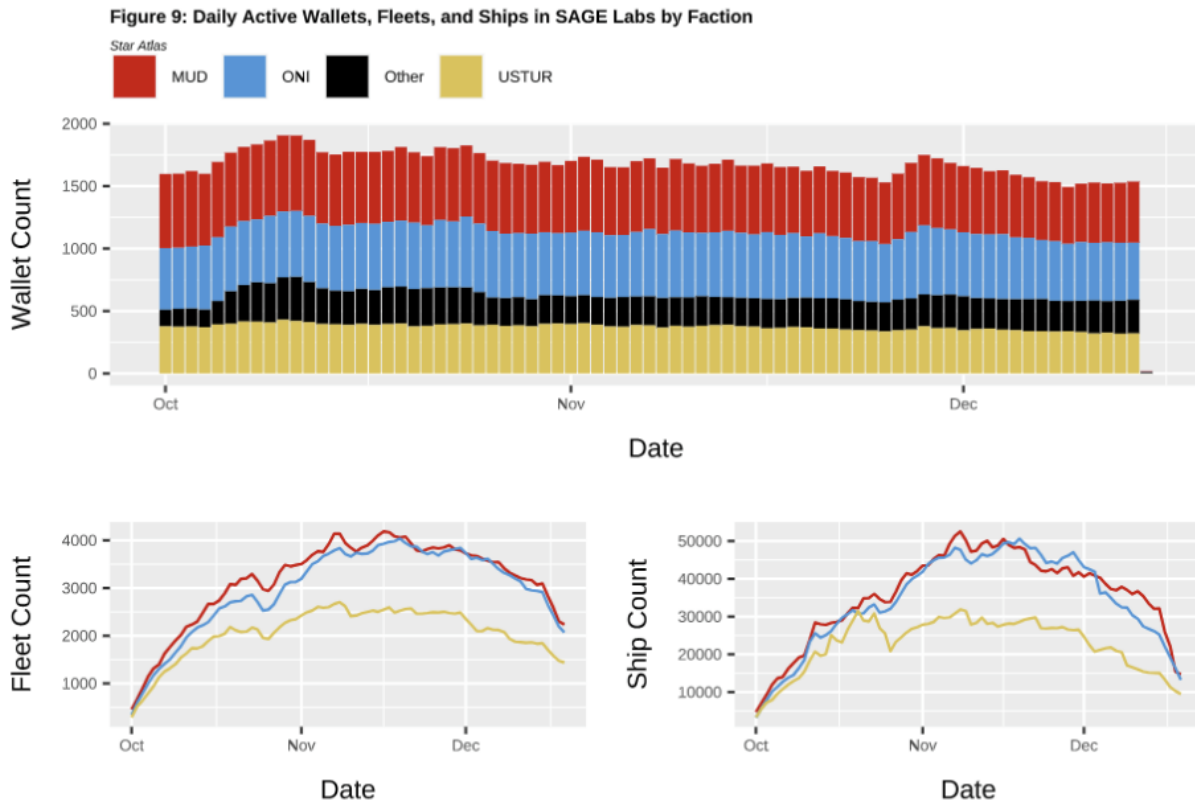 Figure 9: Daily Active Wallets, Fleets, and Ships in SAGE Labs by Faction
Star Atlas
MUD ONI Other USTUR
Wallet Count
2000
1500
1000
500
0
Oct Nov Dec
Date
Fleet Count
4000
3000
2000
1000
Oct Nov Dec
Date
Ship Count
50000
40000
30000
20000
10000
Oct Nov Dec
Date